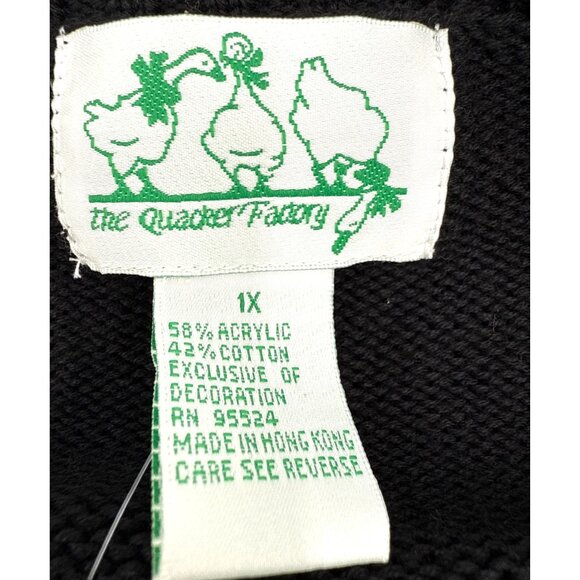 the Quacker Factory
1X
58% ACRYLIC
42% COTTON
EXCLUSIVE OF
DECORATION
RN 95524
MADE IN HONG KONG
CARE SEE REVERSE